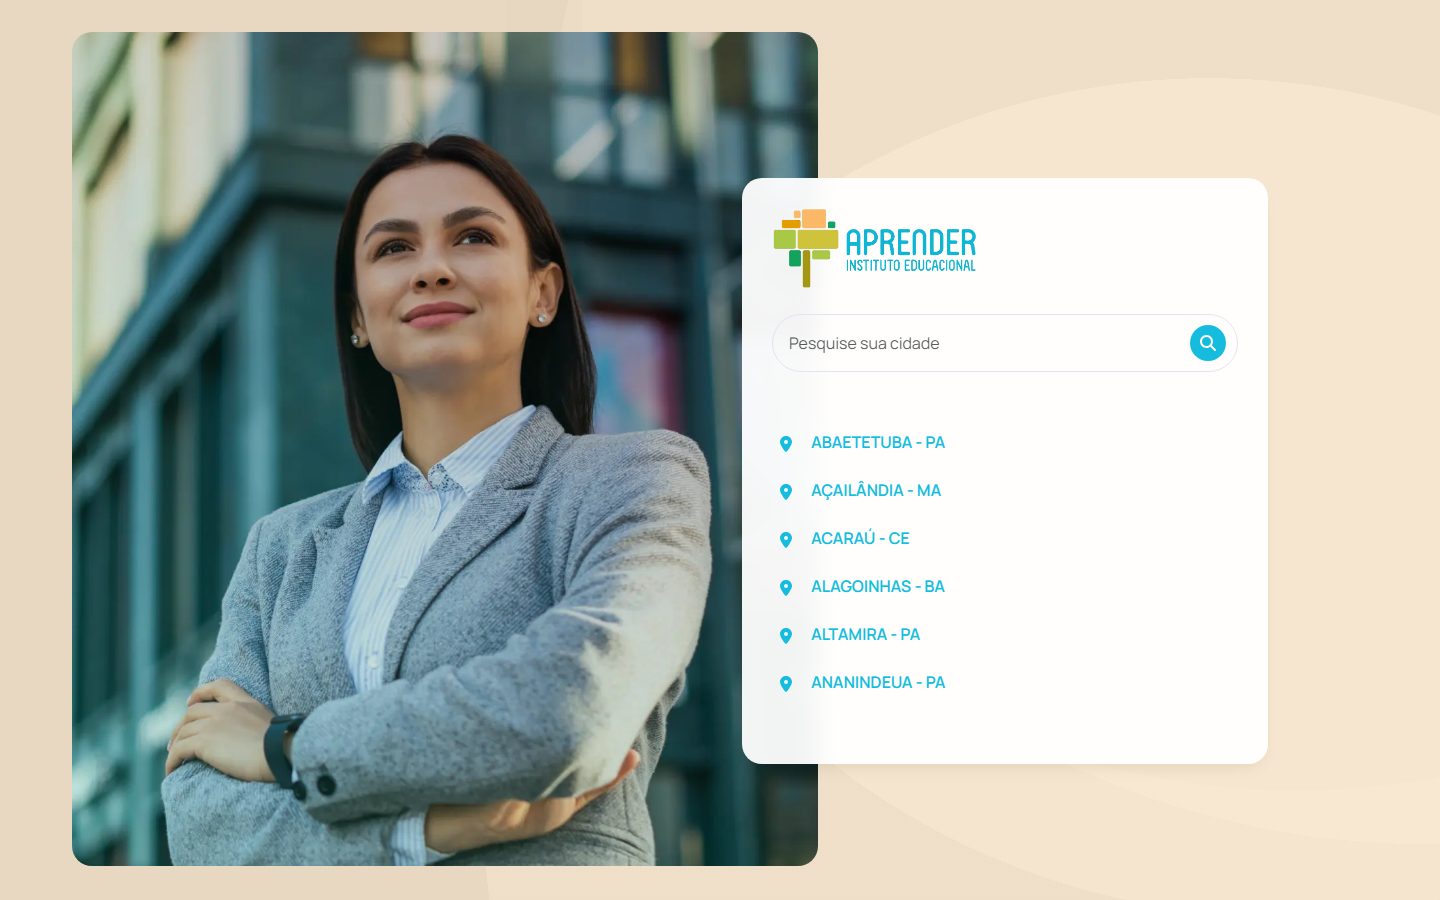 APRENDER
INSTITUTO EDUCACIONAL
Pesquise sua cidade
ABAETETUBA - PA
AÇAILÂNDIA - MA
ACARAÚ - CE
ALAGOINHAS - BA
ALTAMIRA - PA
ANANINDEUA - PA